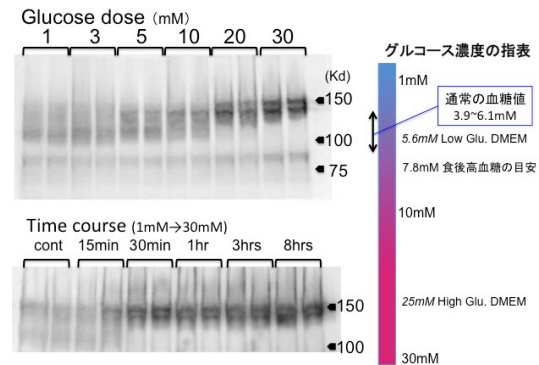 Glucose dose （mM）
1 3 5 10 20 30
(Kd)
150
100
75
Time course (1mM→30mM)
cont 15min 30min 1hr 3hrs 8hrs
150
100
グルコース濃度の指表
1mM
通常の血糖値
3.9~6.1mM
5.6mM Low Glu. DMEM
7.8mM 食後高血糖の目安
10mM
25mM High Glu. DMEM
30mM